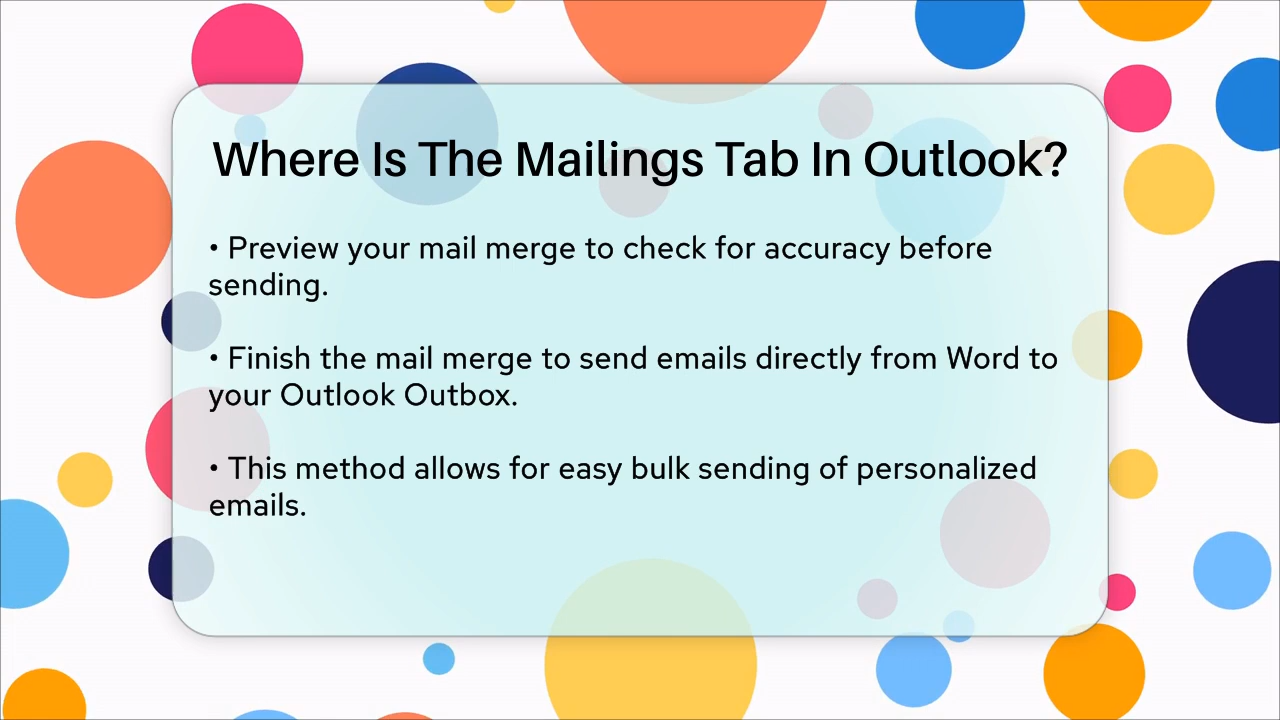 Where Is The Mailings Tab In Outlook?
• Preview your mail merge to check for accuracy before
sending.
• Finish the mail merge to send emails directly from Word to
your Outlook Outbox.
• This method allows for easy bulk sending of personalized
emails.